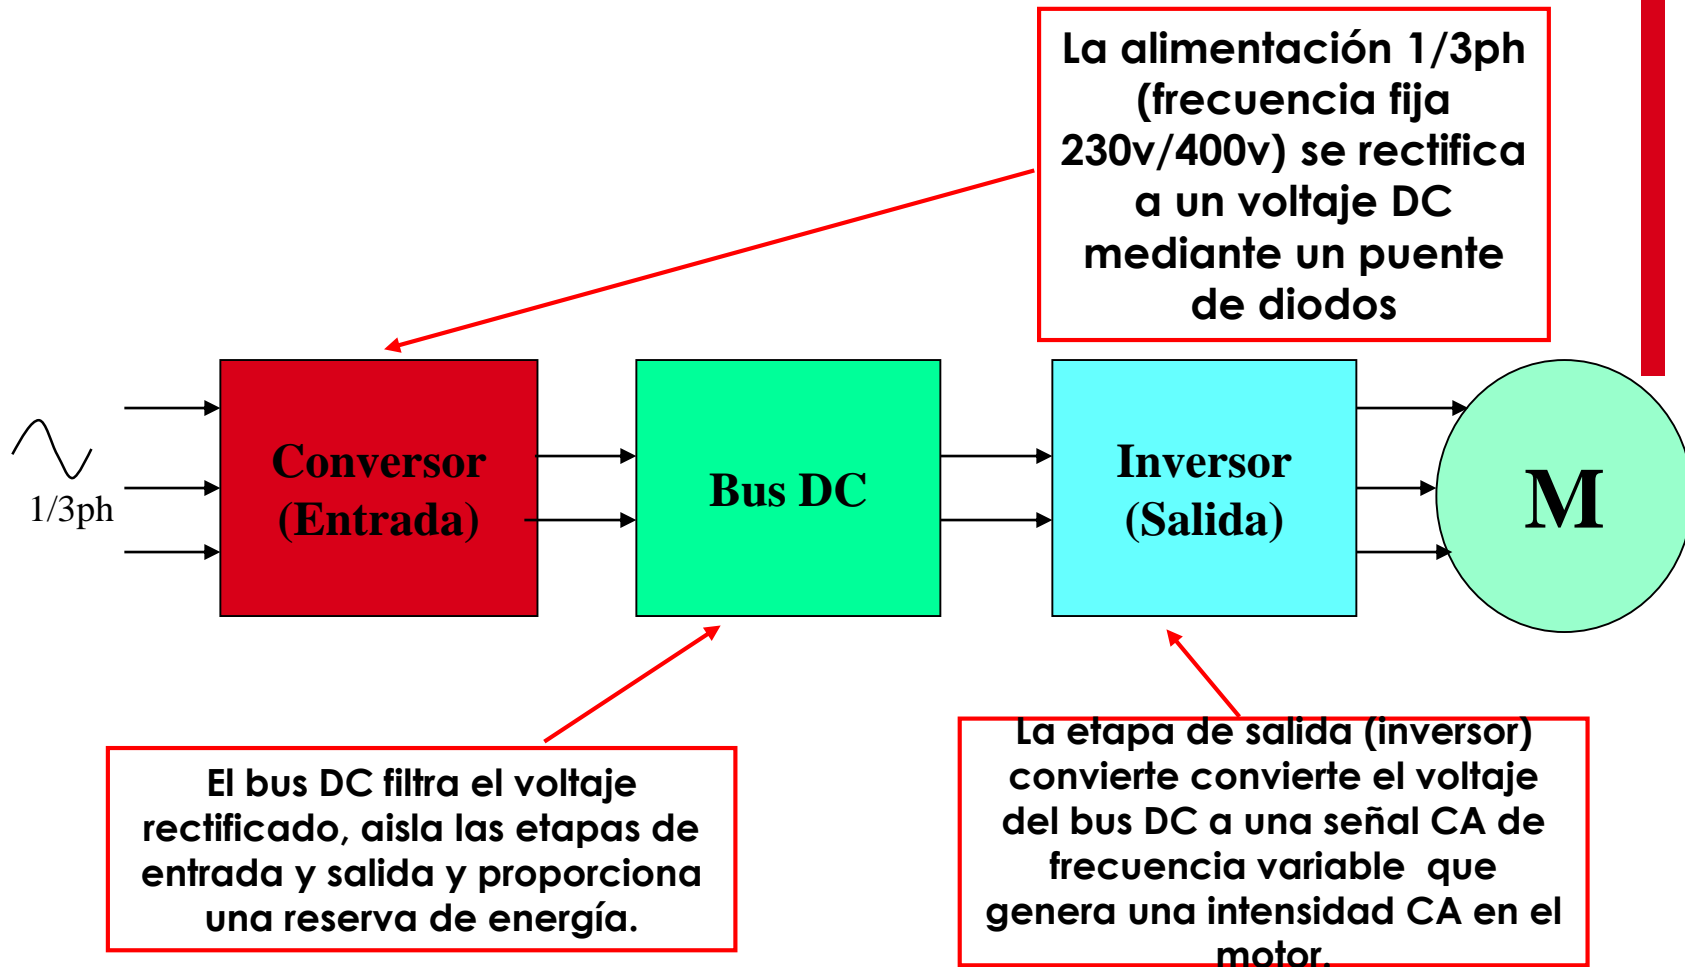 La alimentación 1/3ph
(frecuencia fija
230v/400v) se rectifica
a un voltaje DC
mediante un puente
de diodos
1/3ph
Conversor
(Entrada)
Bus DC
Inversor
(Salida)
M
El bus DC filtra el voltaje
rectificado, aisla las etapas de
entrada y salida y proporciona
una reserva de energía.
La etapa de salida (inversor)
convierte convierte el voltaje
del bus DC a una señal CA de
frecuencia variable que
genera una intensidad CA en el
motor.